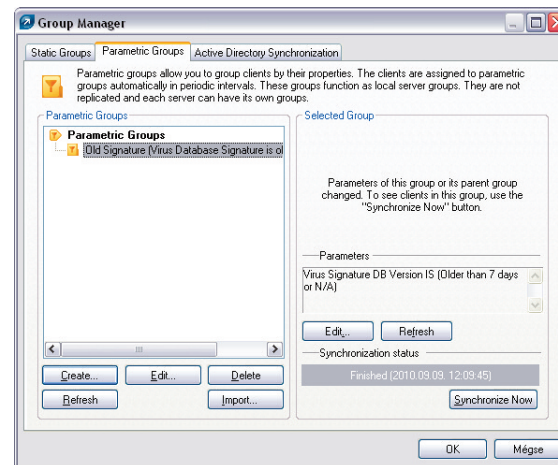 Group Manager
Static Groups
Parametric Groups
Active Directory Synchronization
Parametric groups allow you to group clients by their properties. The clients are assigned to parametric
groups automatically in periodic intervals. These groups function as local server groups. They are not
replicated and each server can have its own groups.
Parametric Groups
Parametric Groups
Old Signature (Virus Database Signature is ol
Create...
Edit...
Delete
Refresh
Import...
Selected Group
Parameters of this group or its parent group
changed. To see clients in this group, use the
"Synchronize Now" button.
Parameters
Virus Signature DB Version IS (Older than 7 days
or N/A)
Edit...
Refresh
Synchronization status
Finished (2010.09.09. 12:09:45)
Synchronize Now
OK
Mégse